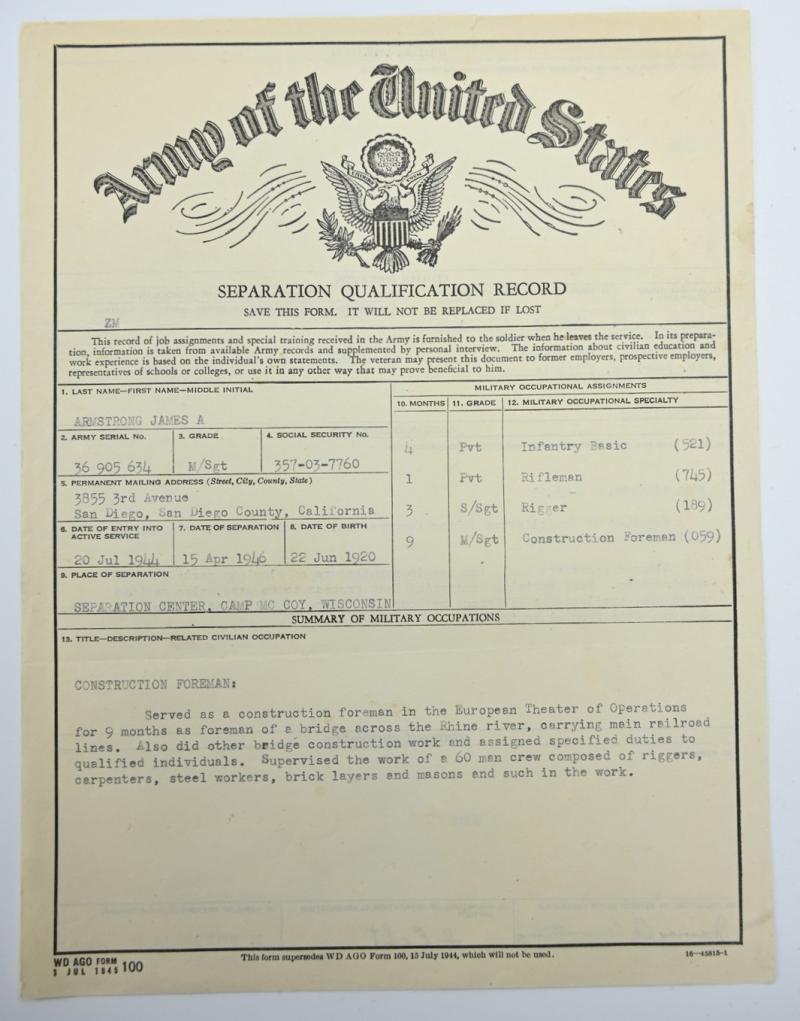 Army of the United States
SEPARATION QUALIFICATION RECORD
SAVE THIS FORM. IT WILL NOT BE REPLACED IF LOST
ZM
This record of job assignments and special training received in the Army is furnished to the soldier when he leaves the service. In its prepara-
tion, information is taken from available Army records and supplemented by personal interview. The information about civilian education and
work experience is based on the individual's own statements. The veteran may present this document to former employers, prospective employers,
representatives of schools or colleges, or use it in any other way that may prove beneficial to him.
1. LAST NAME—FIRST NAME—MIDDLE INITIAL
ARMSTRONG JAMES A
2. ARMY SERIAL No. 3. GRADE 4. SOCIAL SECURITY No.
36 905 634 M/Sgt 357-03-7760
5. PERMANENT MAILING ADDRESS (Street, City, County, State)
3855 3rd Avenue
San Diego, San Diego County, California
6. DATE OF ENTRY INTO ACTIVE SERVICE 7. DATE OF SEPARATION 8. DATE OF BIRTH
20 Jul 1944 15 Apr 1946 22 Jun 1920
9. PLACE OF SEPARATION
SEPARATION CENTER, CAMP MC COY, WISCONSIN
MILITARY OCCUPATIONAL ASSIGNMENTS
10. MONTHS 11. GRADE 12. MILITARY OCCUPATIONAL SPECIALTY
4 Pvt Infantry Basic (521)
1 Pvt Rifleman (745)
3 S/Sgt Rigger (189)
9 M/Sgt Construction Foreman (059)
SUMMARY OF MILITARY OCCUPATIONS
13. TITLE—DESCRIPTION—RELATED CIVILIAN OCCUPATION
CONSTRUCTION FOREMAN:
Served as a construction foreman in the European Theater of Operations
for 9 months as foreman of a bridge across the Rhine river, carrying main railroad
lines. Also did other bridge construction work and assigned specified duties to
qualified individuals. Supervised the work of a 60 man crew composed of riggers,
carpenters, steel workers, brick layers and masons and such in the work.
WD AGO FORM
1 JUL 1945 100
This form supersedes WD AGO Form 100, 15 July 1944, which will not be used.
16—45815-1